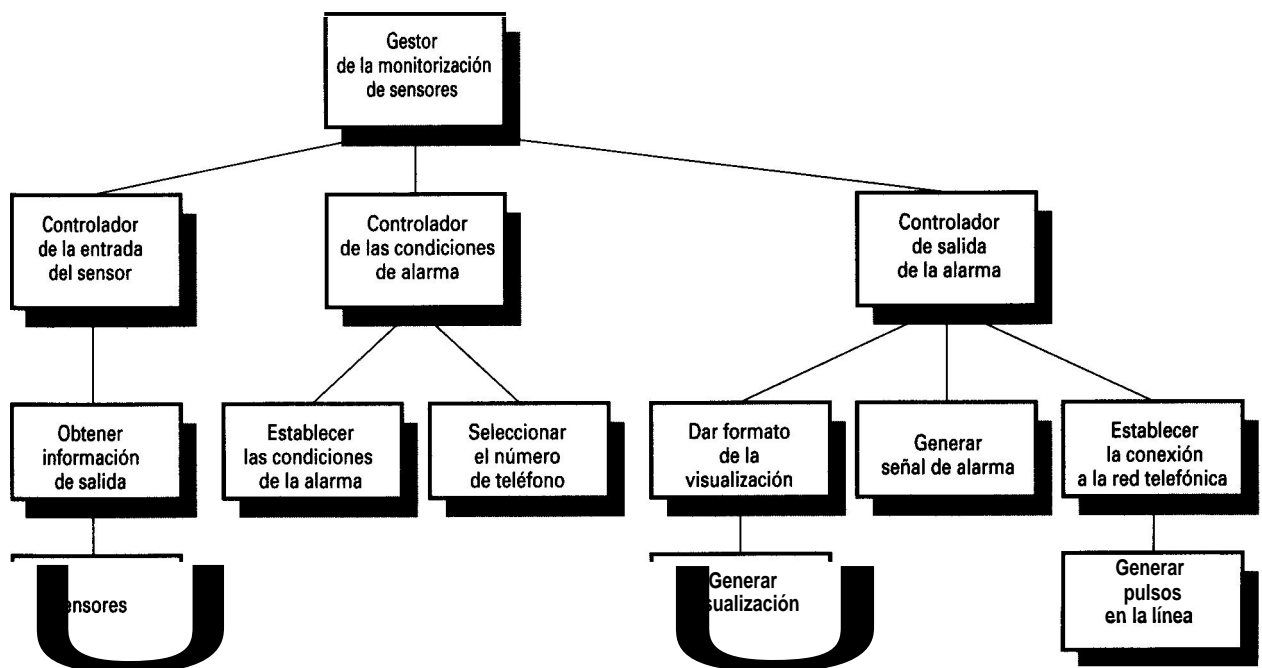 Gestor
de la monitorización
de sensores
Controlador
de la entrada
del sensor
Controlador
de las condiciones
de alarma
Controlador
de salida
de la alarma
Obtener
información
de salida
Establecer
las condiciones
de la alarma
Seleccionar
el número
de teléfono
Dar formato
de la
visualización
Generar
señal de alarma
Establecer
la conexión
a la red telefónica
ensores
Generar
sualización
Generar
pulsos
en la línea